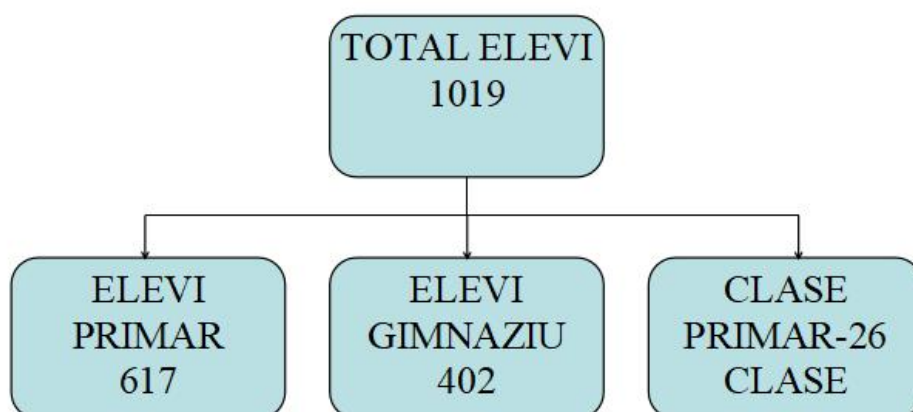 TOTAL ELEVI
1019
ELEVI
PRIMAR
617
ELEVI
GIMNAZIU
402
CLASE
PRIMAR-26
CLASE